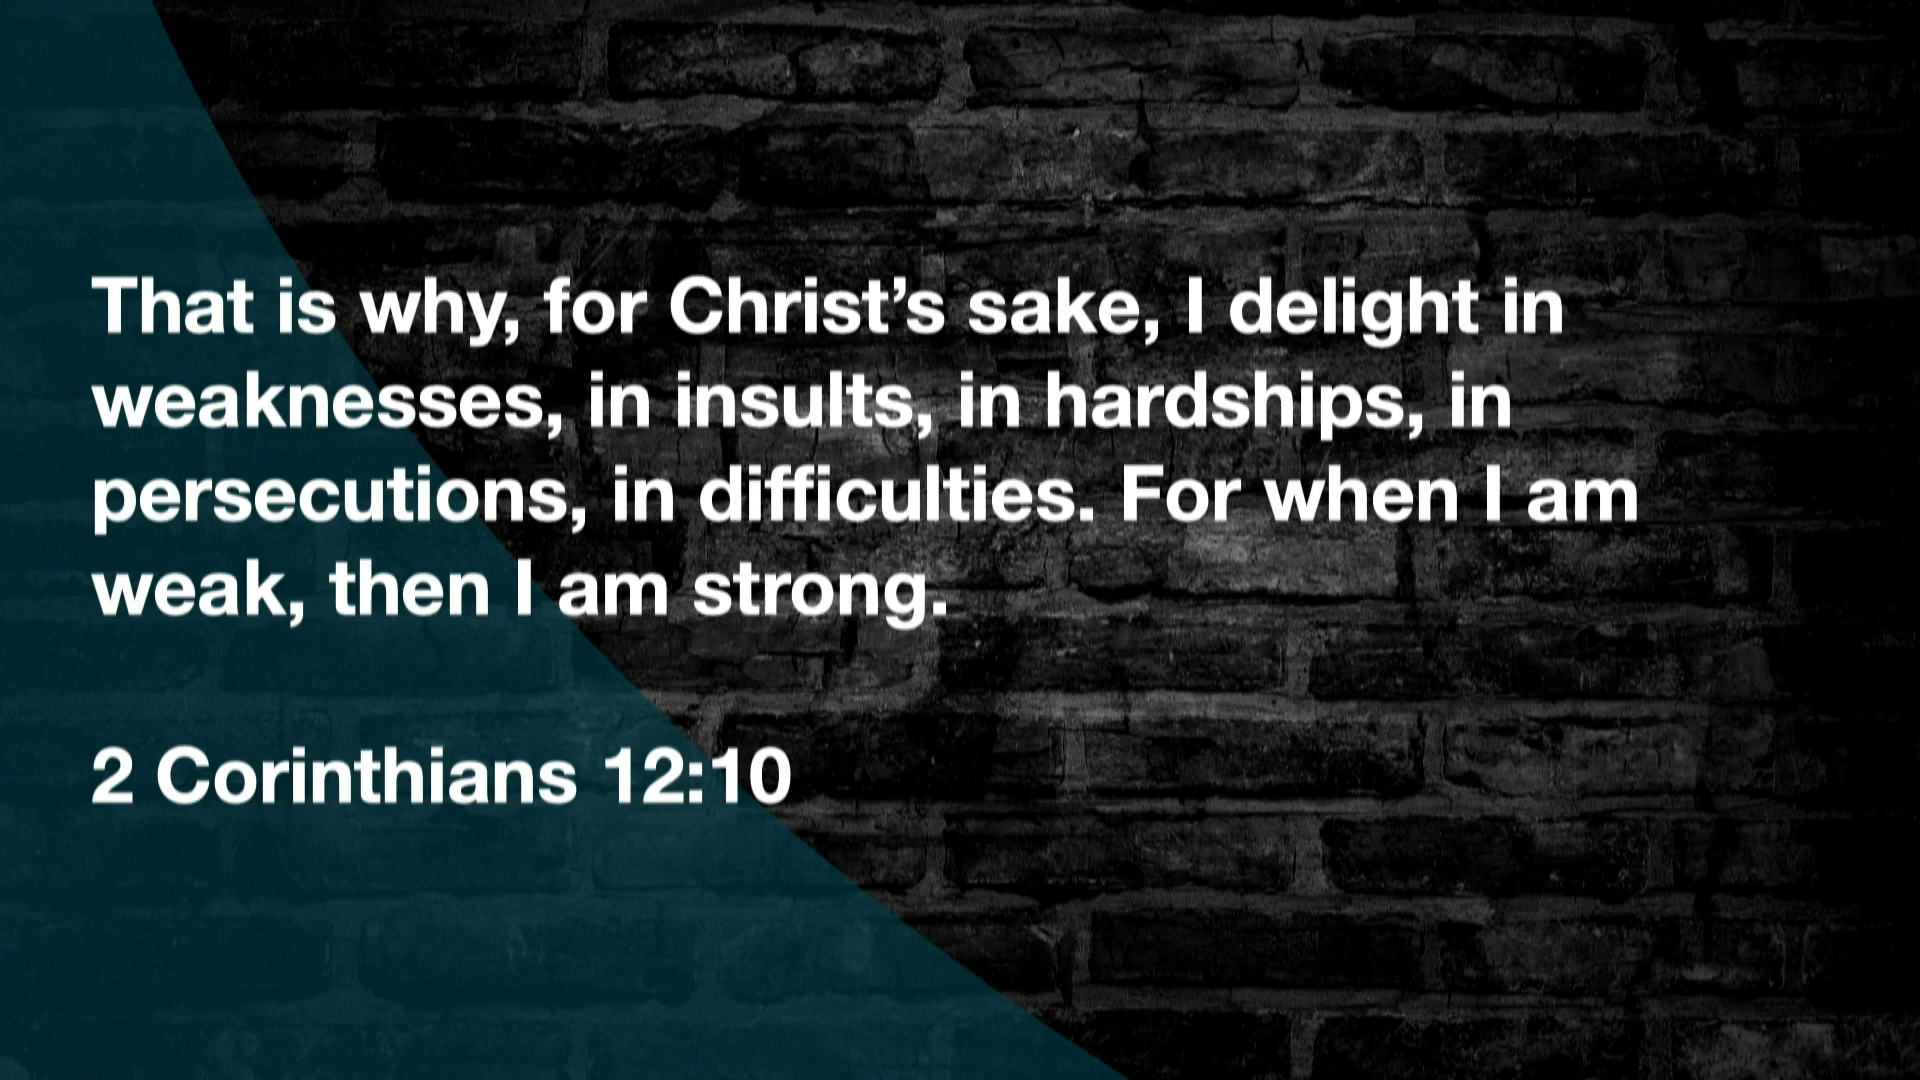 That is why, for Christ’s sake, I delight in
weaknesses, in insults, in hardships, in
persecutions, in difficulties. For when I am
weak, then I am strong.
2 Corinthians 12:10